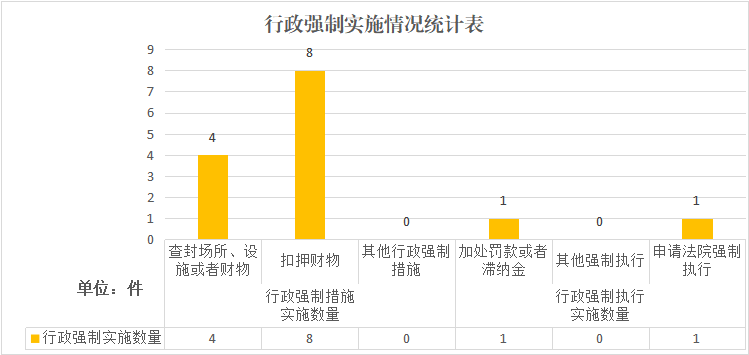 行政强制实施情况统计表
9
8
7
6
5
4
3
2
1
0
4
8
0
1
0
1
查封场所、设
施或者财物
扣押财物
其他行政强制
措施
加处罚款或者
滞纳金
其他强制执行
申请法院强制
执行
单位：件
行政强制措施
实施数量
行政强制执行
实施数量
行政强制实施数量 4 8 0 1 0 1